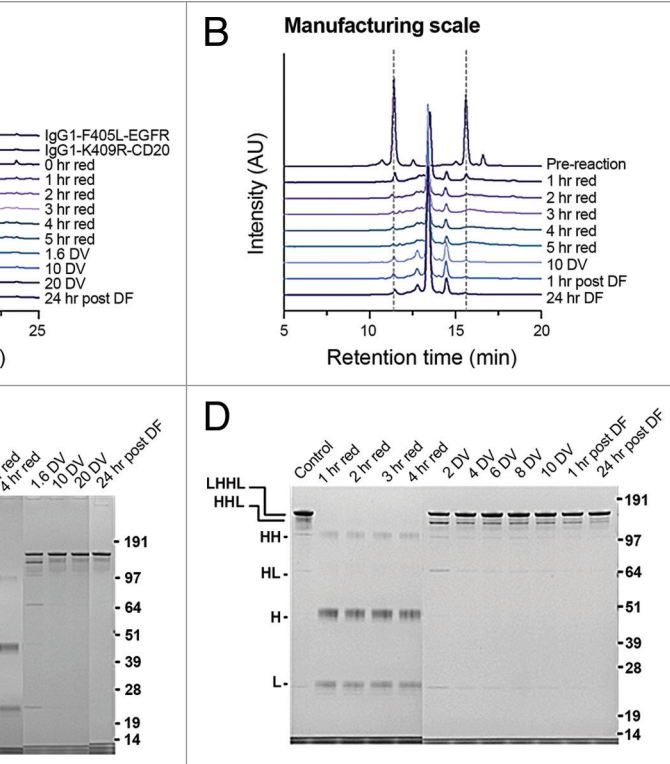 B
Manufacturing scale
IgG1-F405L-EGFR
IgG1-K409R-CD20
0 hr red
1 hr red
2 hr red
3 hr red
4 hr red
5 hr red
1.6 DV
10 DV
20 DV
24 hr post DF
25
)
Intensity (AU)
Pre-reaction
1 hr red
2 hr red
3 hr red
4 hr red
5 hr red
10 DV
1 hr post DF
24 hr DF
5
10
15
20
Retention time (min)
red
4 hr red
1.6 DV
10 DV
20 DV
24 hr post DF
191
97
64
51
39
28
19
14
D
Control
1 hr red
2 hr red
3 hr red
4 hr red
2 DV
4 DV
6 DV
8 DV
10 DV
1 hr post DF
24 hr post DF
LHHL
HHL
HH
HL
H
L
191
97
64
51
39
28
19
14